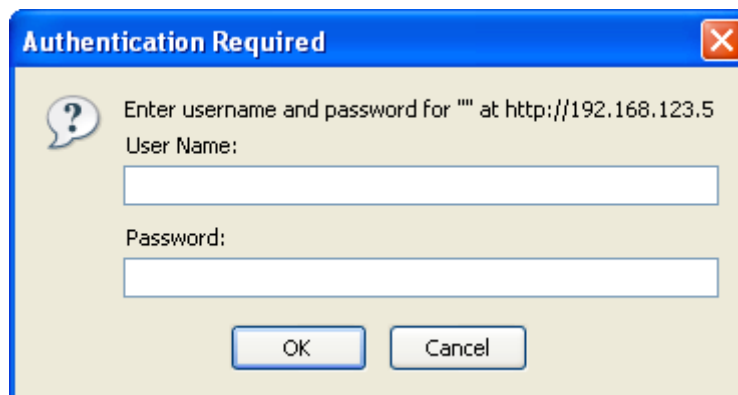 Authentication Required
Enter username and password for "" at http://192.168.123.5
User Name:
Password:
OK
Cancel